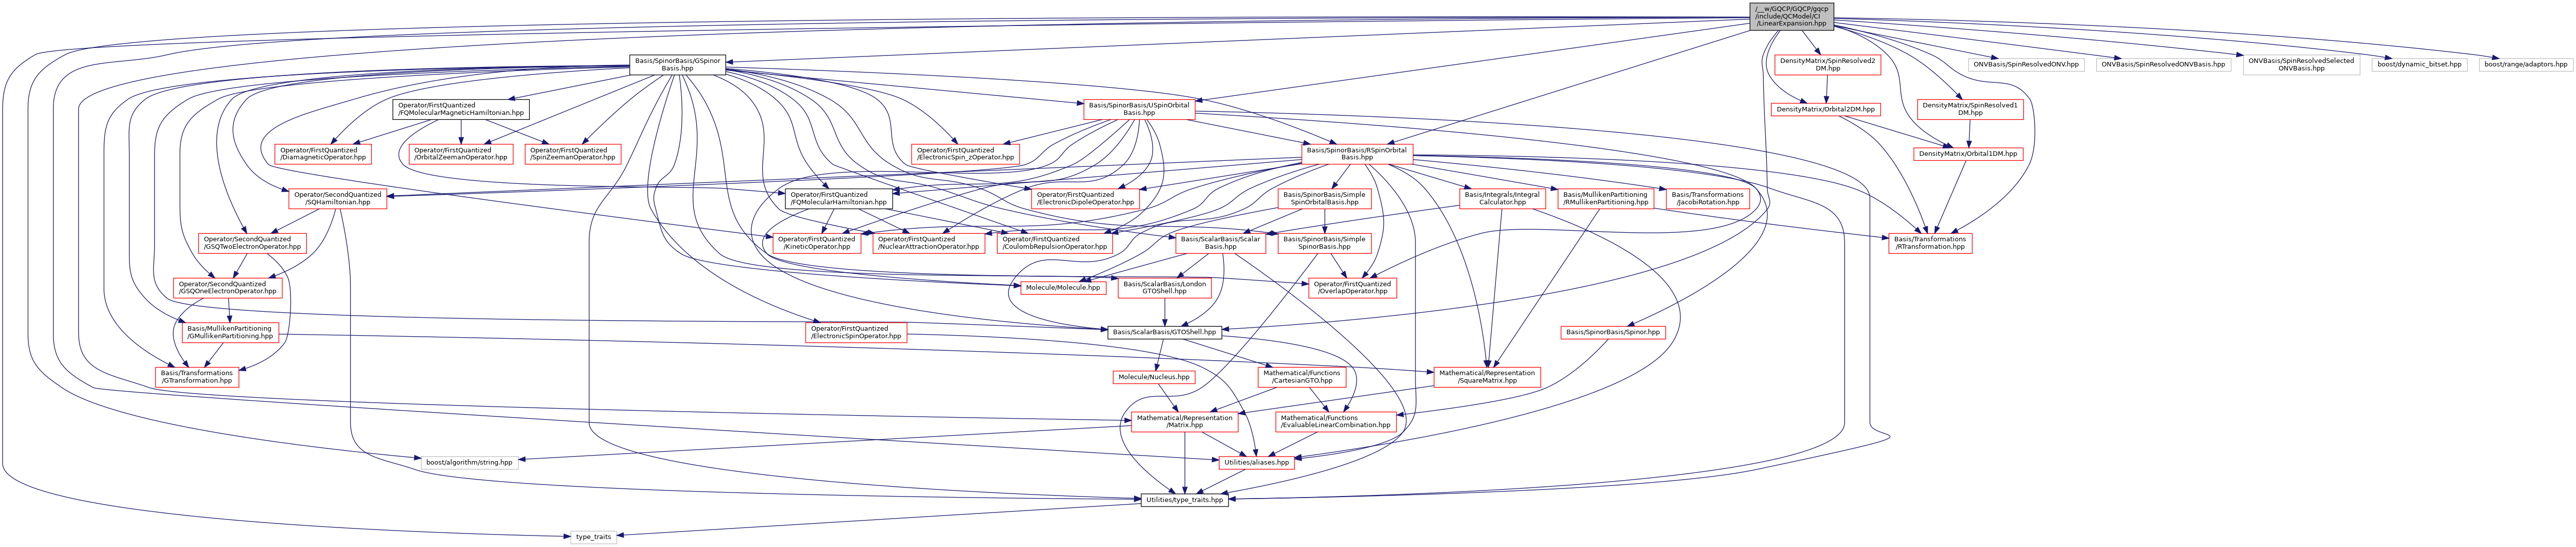 /__w/GQCP/GQCP/gqcp
/include/QCModel/CI
/LinearExpansion.hpp
Basis/SpinorBasis/GSpinor
Basis.hpp
DensityMatrix/SpinResolved2
DM.hpp
ONVBasis/SpinResolvedONV.hpp
ONVBasis/SpinResolvedONVBasis.hpp
ONVBasis/SpinResolvedSelected
ONVBasis.hpp
boost/dynamic_bitset.hpp
boost/range/adaptors.hpp
Operator/FirstQuantized
/FQMolecularMagneticHamiltonian.hpp
Basis/SpinorBasis/USpinOrbital
Basis.hpp
DensityMatrix/Orbital2DM.hpp
DensityMatrix/SpinResolved1
DM.hpp
Operator/FirstQuantized
/DiamagneticOperator.hpp
Operator/FirstQuantized
/OrbitalZeemanOperator.hpp
Operator/FirstQuantized
/SpinZeemanOperator.hpp
Operator/FirstQuantized
/ElectronicSpin_zOperator.hpp
Basis/SpinorBasis/RSpinOrbital
Basis.hpp
DensityMatrix/Orbital1DM.hpp
Operator/SecondQuantized
/SQHamiltonian.hpp
Operator/FirstQuantized
/FQMolecularHamiltonian.hpp
Operator/FirstQuantized
/ElectronicDipoleOperator.hpp
Basis/SpinorBasis/Simple
SpinOrbitalBasis.hpp
Basis/Integrals/Integral
Calculator.hpp
Basis/MullikenPartitioning
/RMullikenPartitioning.hpp
Basis/Transformations
/JacobiRotation.hpp
Operator/SecondQuantized
/GSQTwoElectronOperator.hpp
Operator/FirstQuantized
/KineticOperator.hpp
Operator/FirstQuantized
/NuclearAttractionOperator.hpp
Operator/FirstQuantized
/CoulombRepulsionOperator.hpp
Basis/ScalarBasis/Scalar
Basis.hpp
Basis/SpinorBasis/Simple
SpinorBasis.hpp
Basis/Transformations
/RTransformation.hpp
Operator/SecondQuantized
/GSQOneElectronOperator.hpp
Molecule/Molecule.hpp
Basis/ScalarBasis/London
GTOShell.hpp
Operator/FirstQuantized
/OverlapOperator.hpp
Basis/MullikenPartitioning
/GMullikenPartitioning.hpp
Operator/FirstQuantized
/ElectronicSpinOperator.hpp
Basis/ScalarBasis/GTOShell.hpp
Basis/SpinorBasis/Spinor.hpp
Basis/Transformations
/GTransformation.hpp
Molecule/Nucleus.hpp
Mathematical/Functions
/CartesianGTO.hpp
Mathematical/Representation
/SquareMatrix.hpp
Mathematical/Representation
/Matrix.hpp
Mathematical/Functions
/EvaluableLinearCombination.hpp
boost/algorithm/string.hpp
Utilities/aliases.hpp
Utilities/type_traits.hpp
type_traits